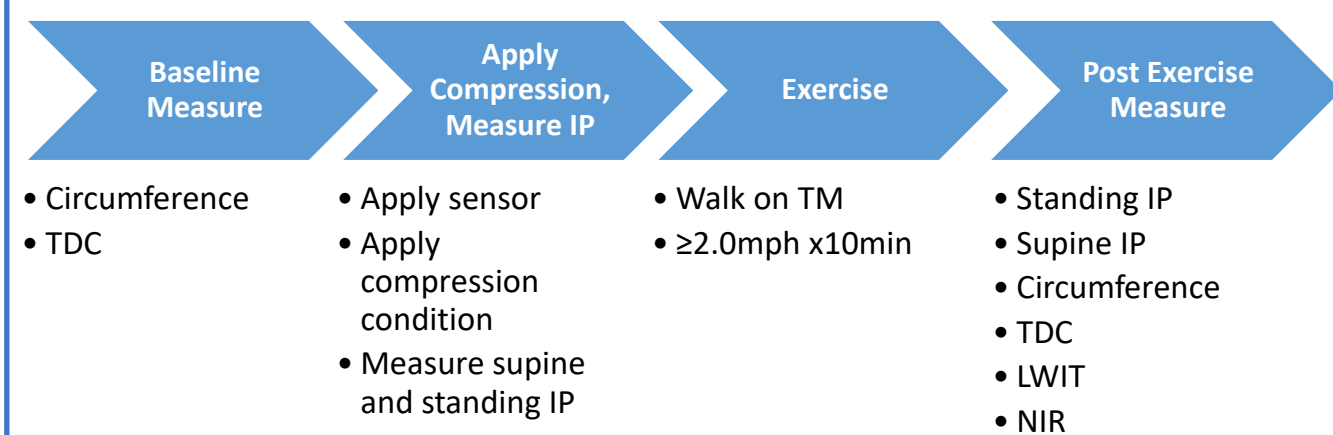 Baseline
Measure
Apply
Compression,
Measure IP
Exercise
Post Exercise
Measure
• Circumference
• TDC
• Apply sensor
• Apply
compression
condition
• Measure supine
and standing IP
• Walk on TM
• ≥2.0mph x10min
• Standing IP
• Supine IP
• Circumference
• TDC
• LWIT
• NIR